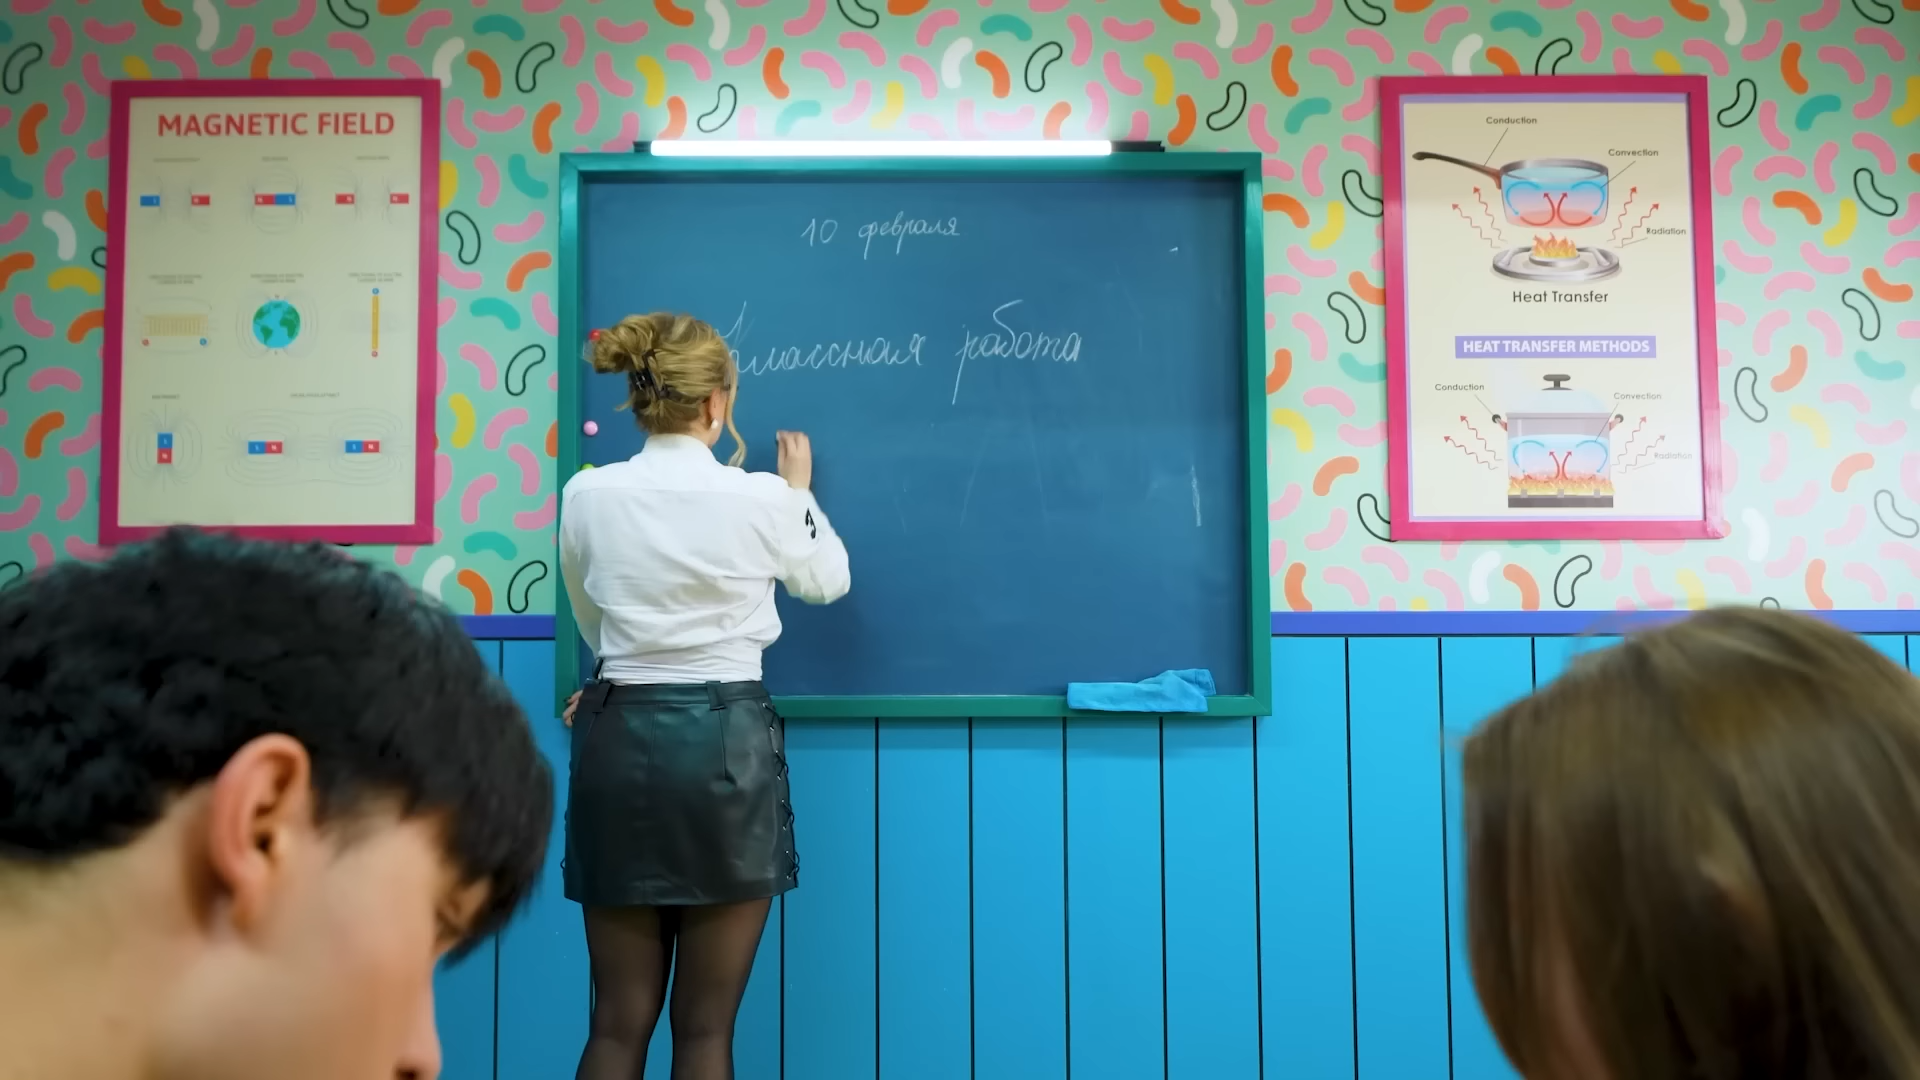 MAGNETIC FIELD
10 февраля
Классная работа
Conduction
Convection
Radiation
Heat Transfer
HEAT TRANSFER METHODS
Conduction
Convection
Radiation